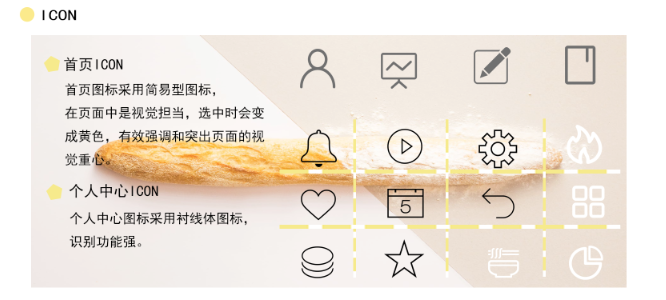 ICON
首页ICON
首页图标采用简易型图标，
在页面中是视觉担当，选中时会变
成黄色，有效强调和突出页面的视
觉重心。
个人中心ICON
个人中心图标采用衬线体图标，
识别功能强。
5